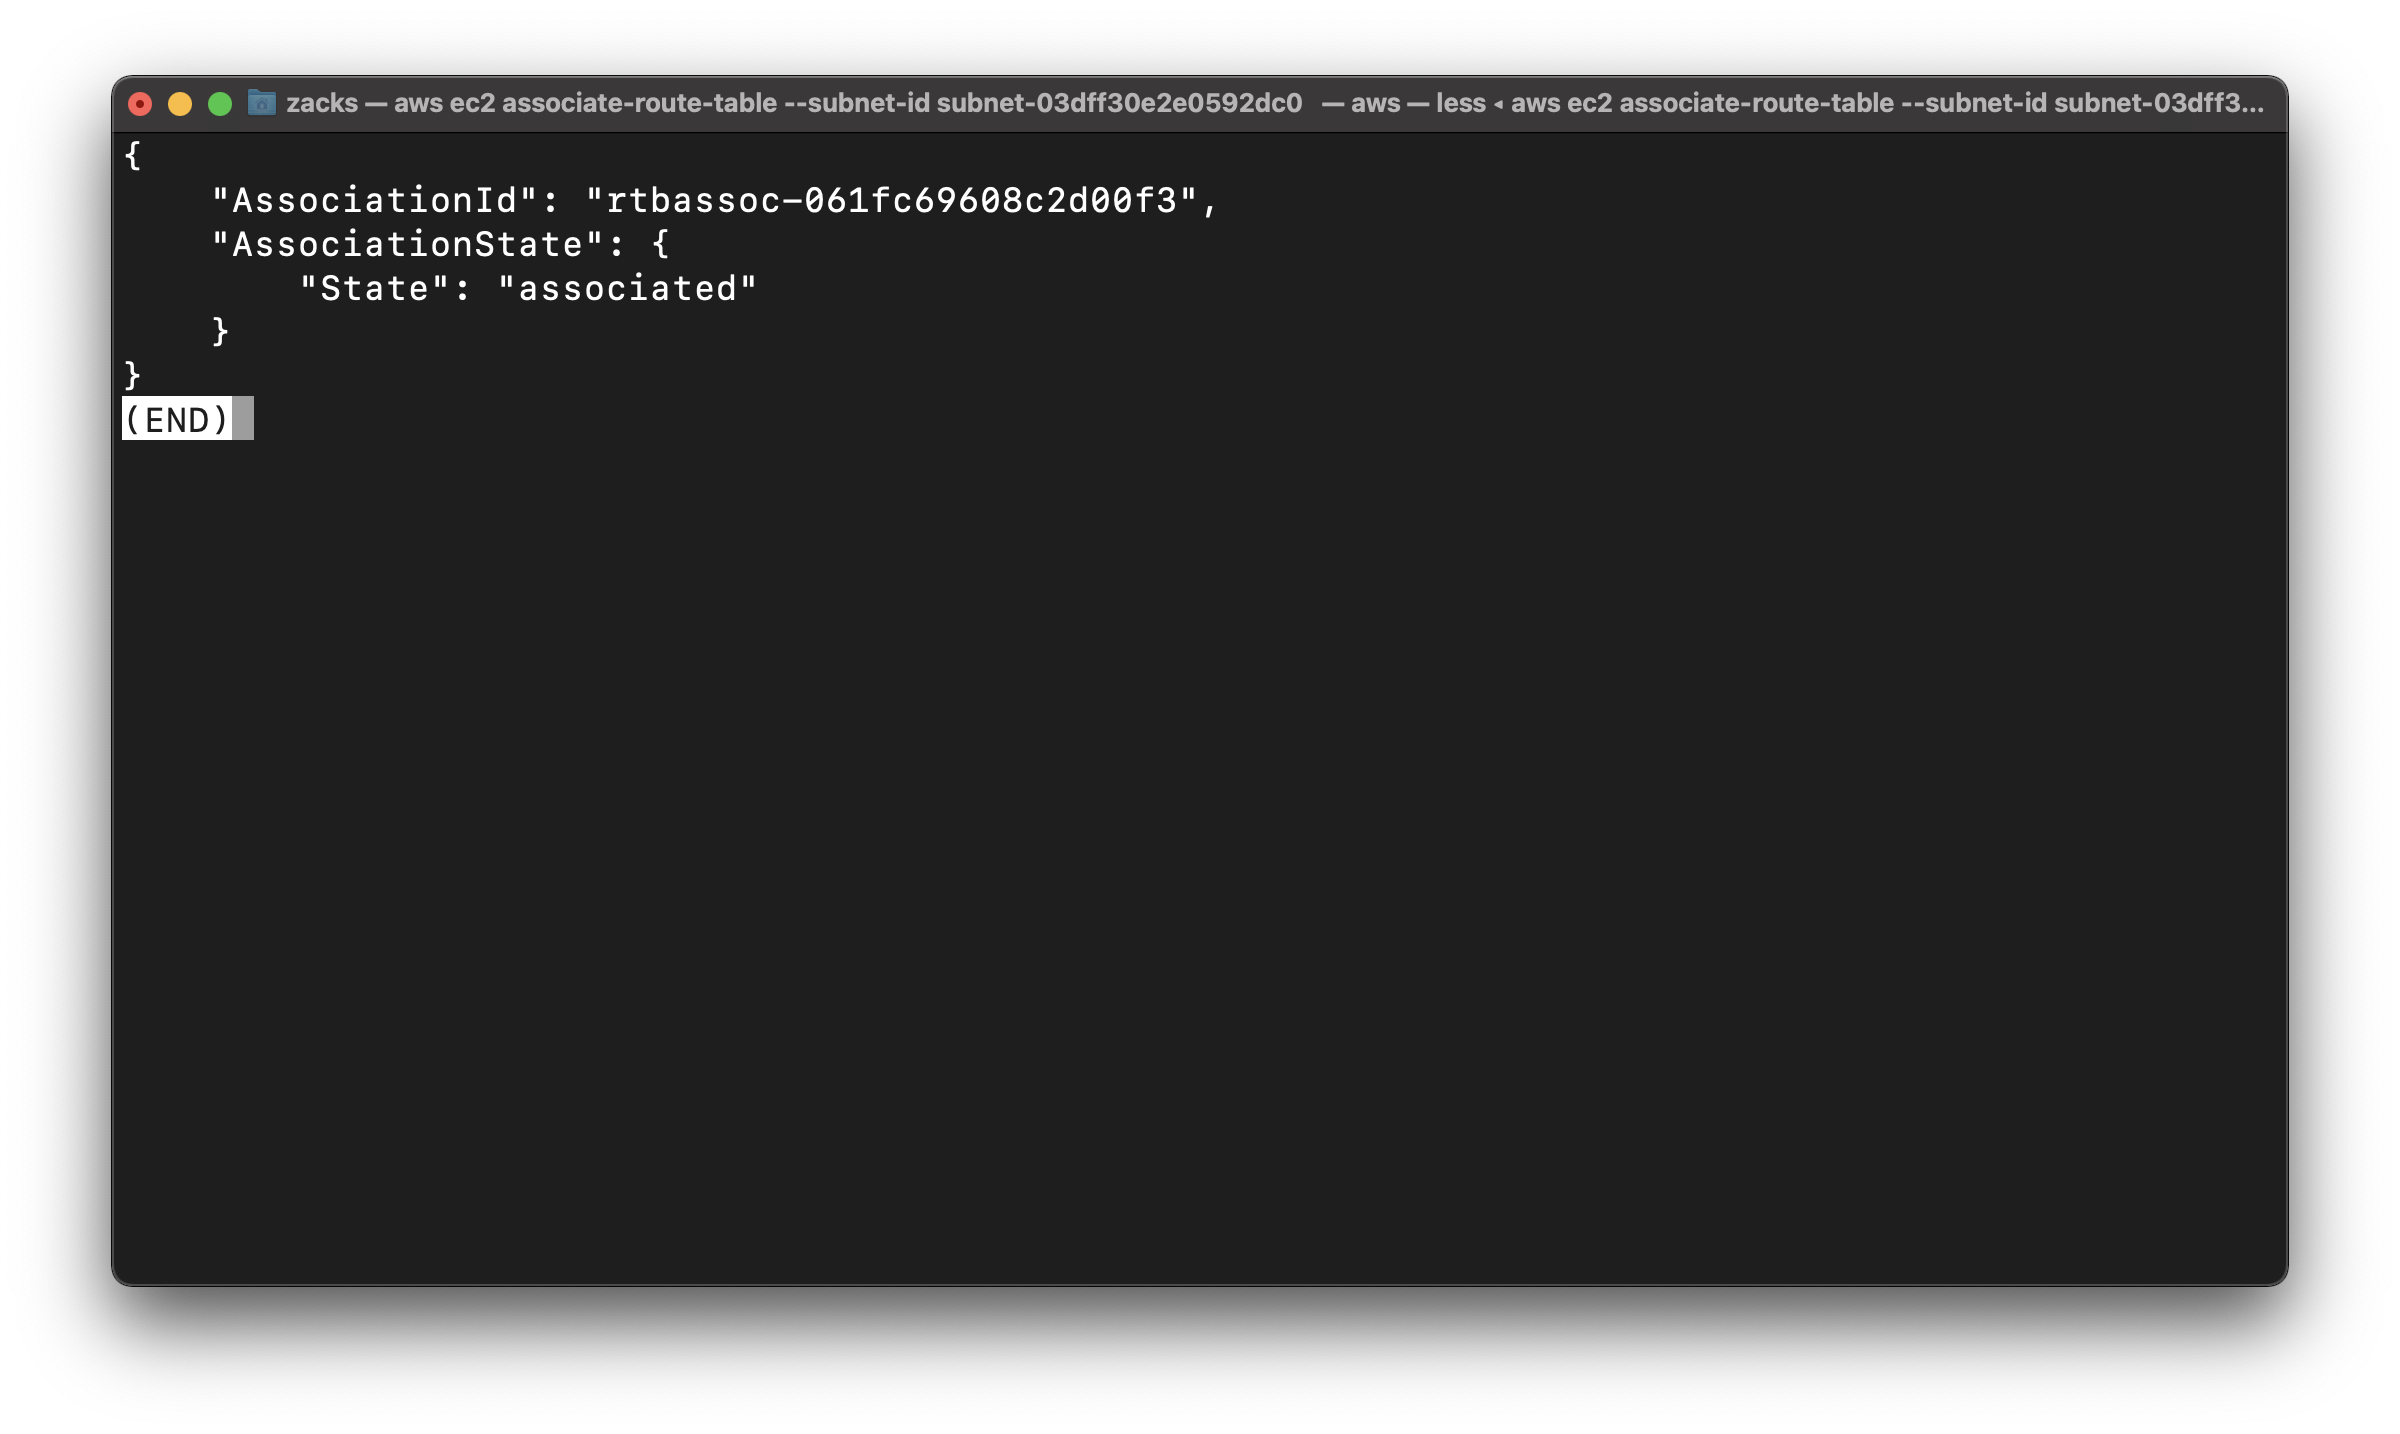 zacks — aws ec2 associate-route-table --subnet-id subnet-03dff30e2e0592dc0 — aws — less ◂ aws ec2 associate-route-table --subnet-id subnet-03dff3...
{
    "AssociationId": "rtbassoc-061fc69608c2d00f3",
    "AssociationState": {
        "State": "associated"
    }
}
(END)